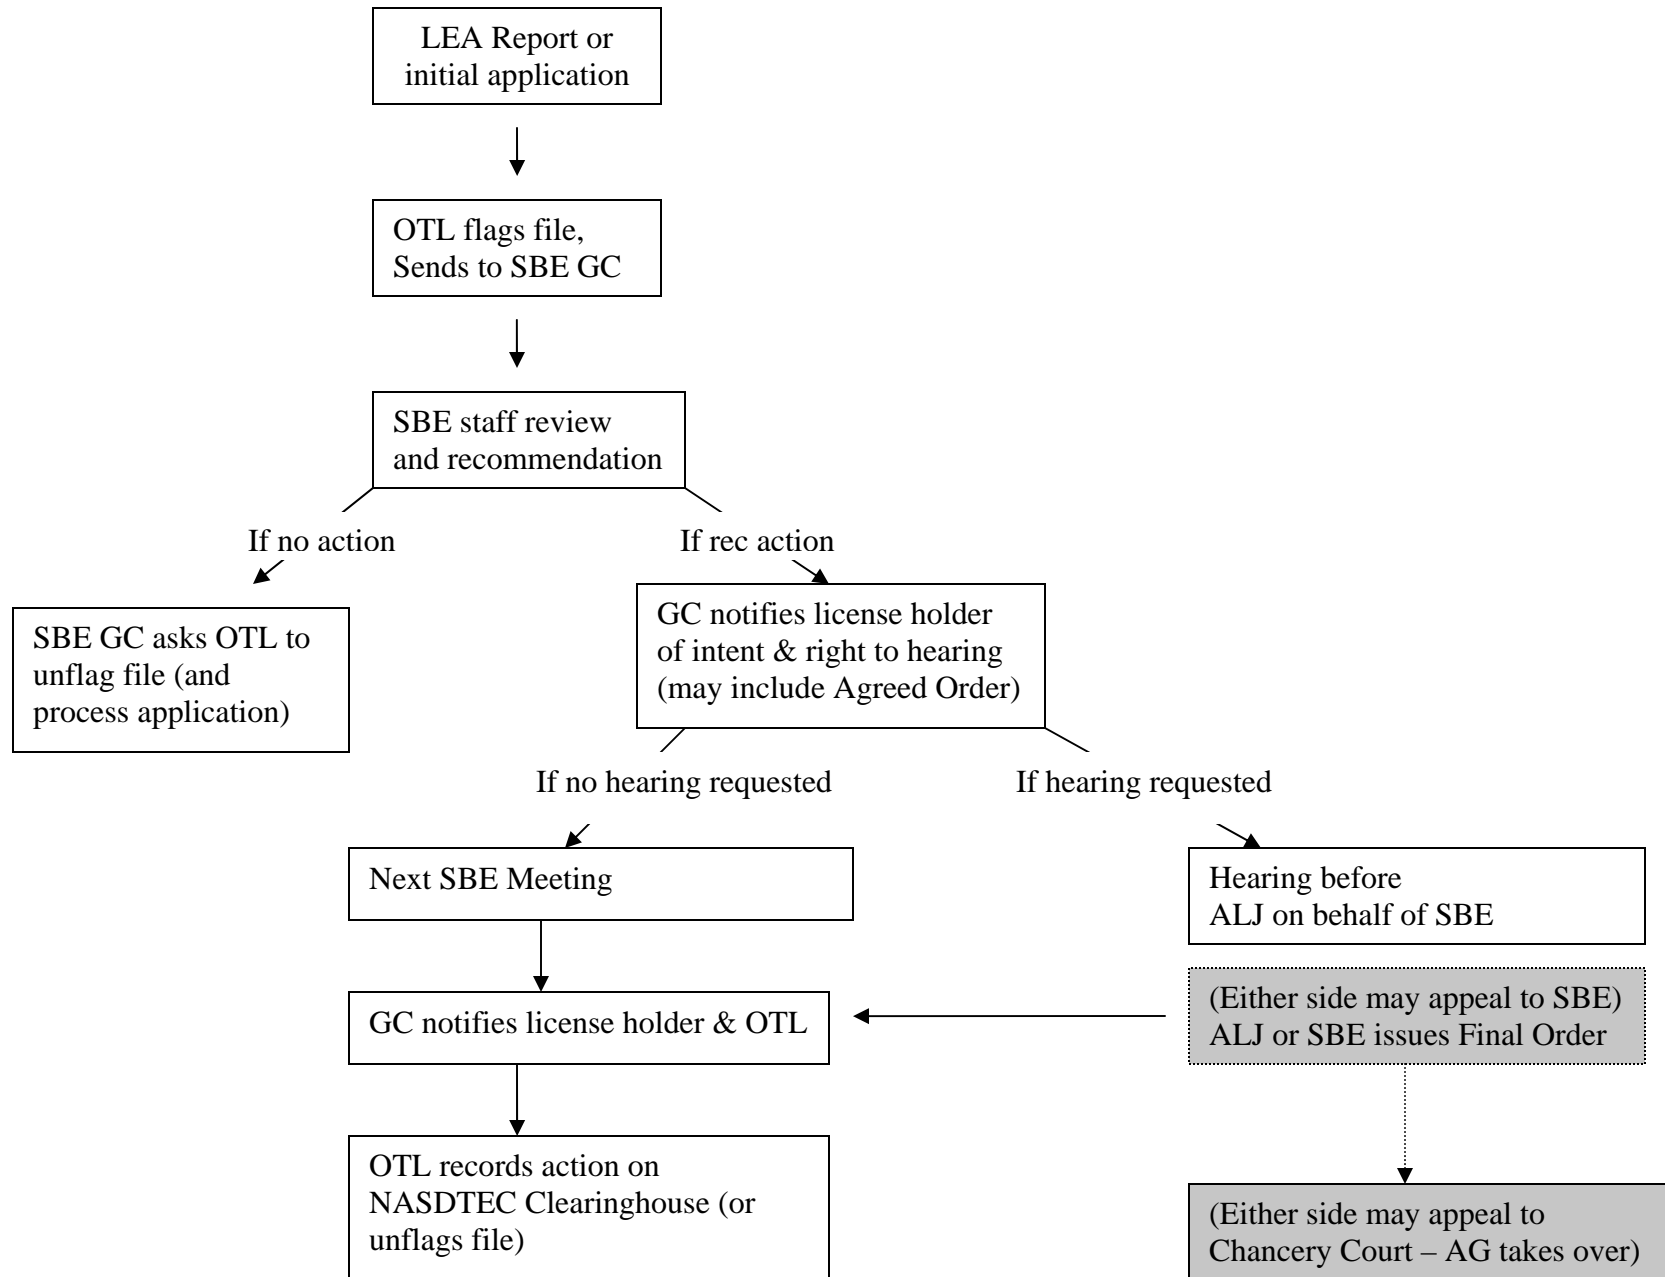 LEA Report or
initial application
OTL flags file,
Sends to SBE GC
SBE staff review
and recommendation
If no action
If rec action
SBE GC asks OTL to
unflag file (and
process application)
GC notifies license holder
of intent & right to hearing
(may include Agreed Order)
If no hearing requested
If hearing requested
Next SBE Meeting
Hearing before
ALJ on behalf of SBE
GC notifies license holder & OTL
(Either side may appeal to SBE)
ALJ or SBE issues Final Order
OTL records action on
NASDTEC Clearinghouse (or
unflags file)
(Either side may appeal to
Chancery Court – AG takes over)